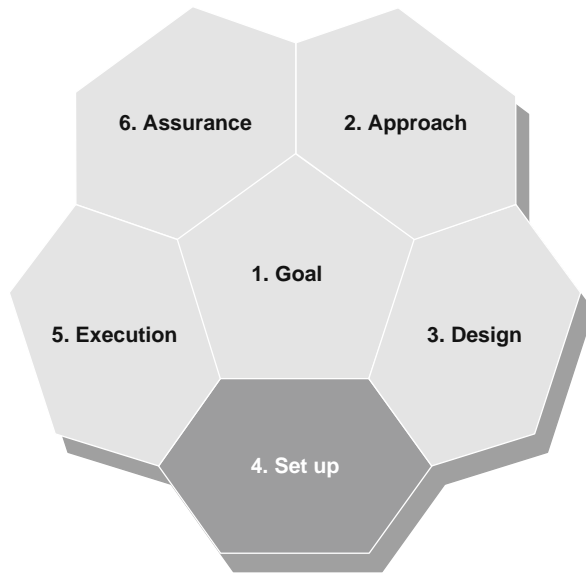 6. Assurance
2. Approach
1. Goal
5. Execution
3. Design
4. Set up